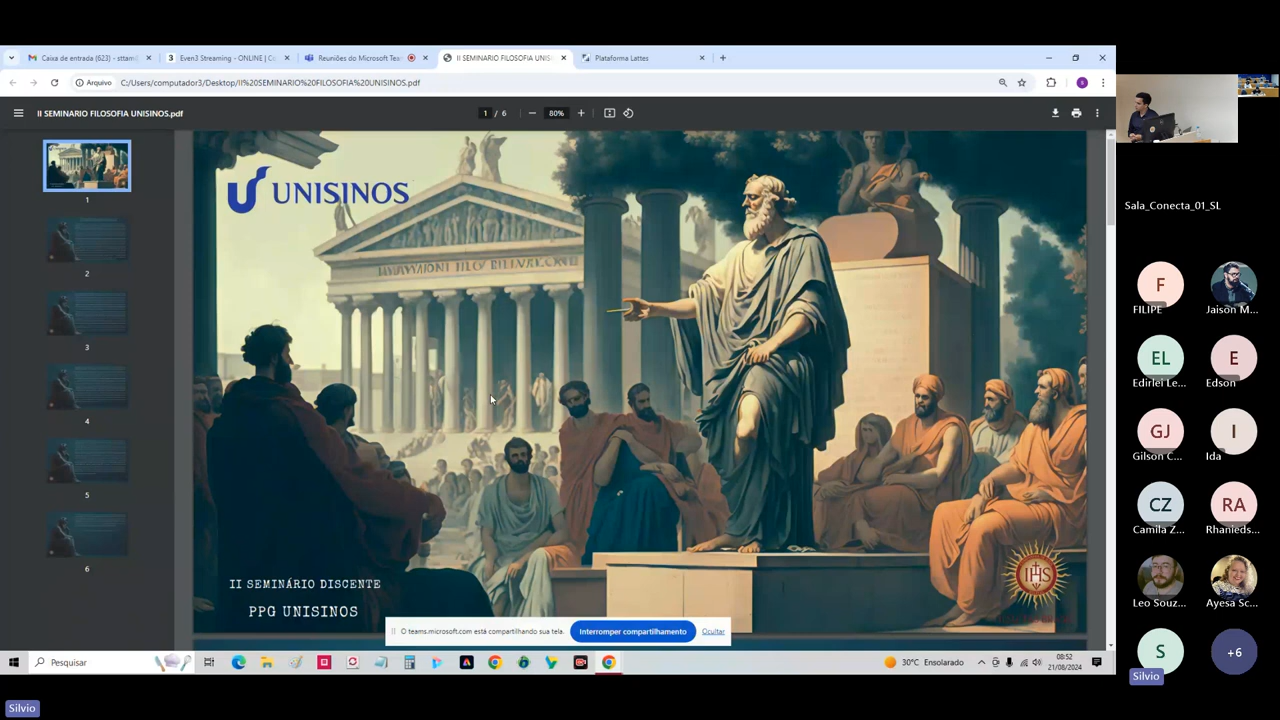 Caixa de entrada (623) - sttam
Even3 Streaming - ONLINE | Co
Reuniões do Microsoft Tea
II SEMINARIO FILOSOFIA UNIS
Plataforma Lattes
Arquivo
C:/Users/computador3/Desktop/II%20SEMINARIO%20FILOSOFIA%20UNISINOS.pdf
S
II SEMINARIO FILOSOFIA UNISINOS.pdf
1 / 6
80%
1
2
3
4
5
6
UNISINOS
IHS
II SEMINÁRIO DISCENTE
PPG UNISINOS
O teams.microsoft.com está compartilhando sua tela.
Interromper compartilhamento
Ocultar
Pesquisar
30°C Ensolarado
08:52
21/08/2024
Silvio
Sala_Conecta_01_SL
F
FILIPE
Jaison M...
EL
Edirlei Le...
E
Edson
GJ
Gilson C...
I
Ida
CZ
Camila Z...
RA
Rhanieds...
Leo Souz...
Ayesa Sc...
S
Silvio
+6